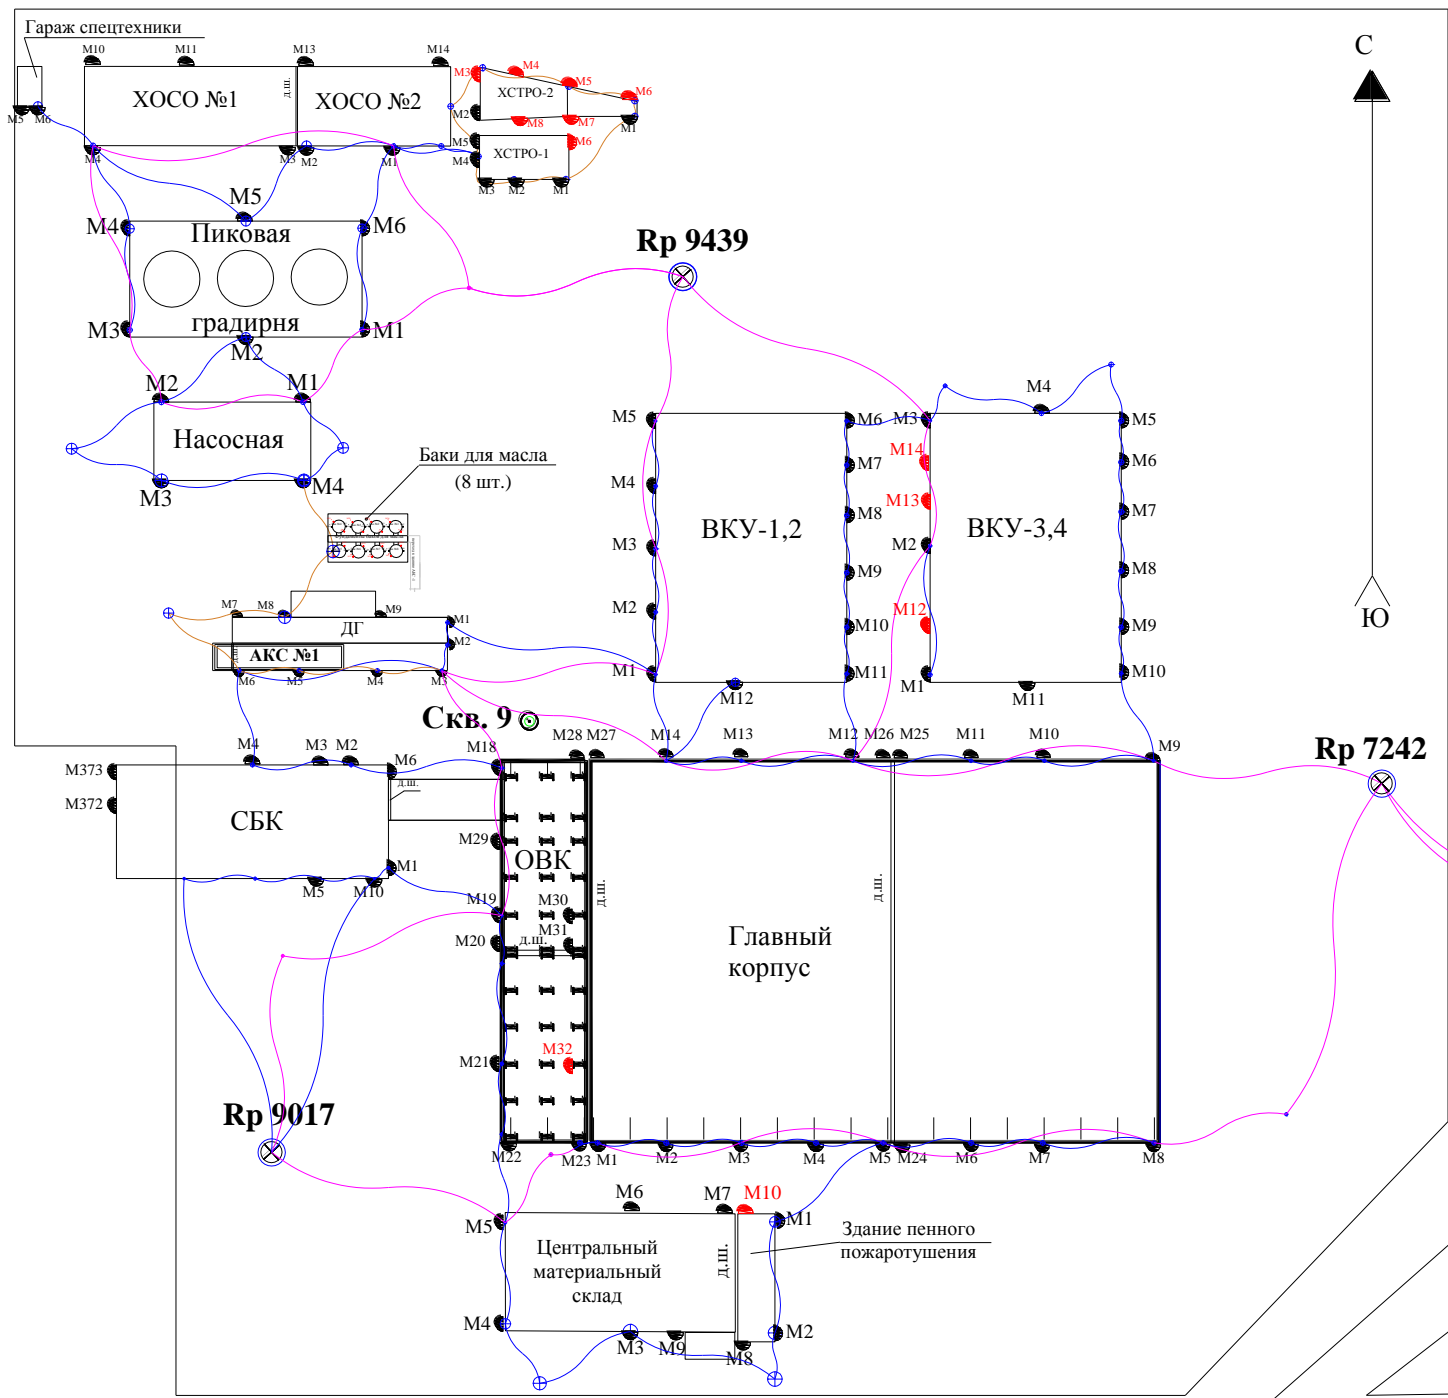 Гараж спецтехники
М10
М11
М13
М14
ХОСО №1
д.ш.
ХОСО №2
М5
М6
М4
М3
М2
М1
М3
М4
М5
М6
ХСТРО-2
М2
М8
М7
М1
М5
М4
ХСТРО-1
М6
М3
М2
М1
С
Ю
М5
М4
М6
Пиковая
градирня
М3
М1
М2
Rp 9439
М2
М1
Насосная
М3
М4
Баки для масла
(8 шт.)
М5
М4
М3
М2
М1
ВКУ-1,2
М6
М7
М8
М9
М10
М11
М12
М3
М14
М13
М2
М12
М1
ВКУ-3,4
М4
М5
М6
М7
М8
М9
М10
М11
М7
М8
М9
М1
ДГ
М2
д.ш.
АКС №1
М6
М5
М4
М3
Скв. 9
М4
М3
М2
М6
М373
М372
д.ш.
СБК
М1
М5
М10
М18
М28
М27
М14
М13
М12
М26
М25
М11
М10
М9
Rp 7242
М29
ОВК
М19
М30
М20
д.ш.
М31
М21
М32
М22
М23
д.ш.
д.ш.
Главный
корпус
Rp 9017
М1
М2
М3
М4
М5
М24
М6
М7
М8
М6
М7
М10
М5
М1
Здание пенного
пожаротушения
Центральный
материальный
склад
д.ш.
М4
М3
М9
М8
М2